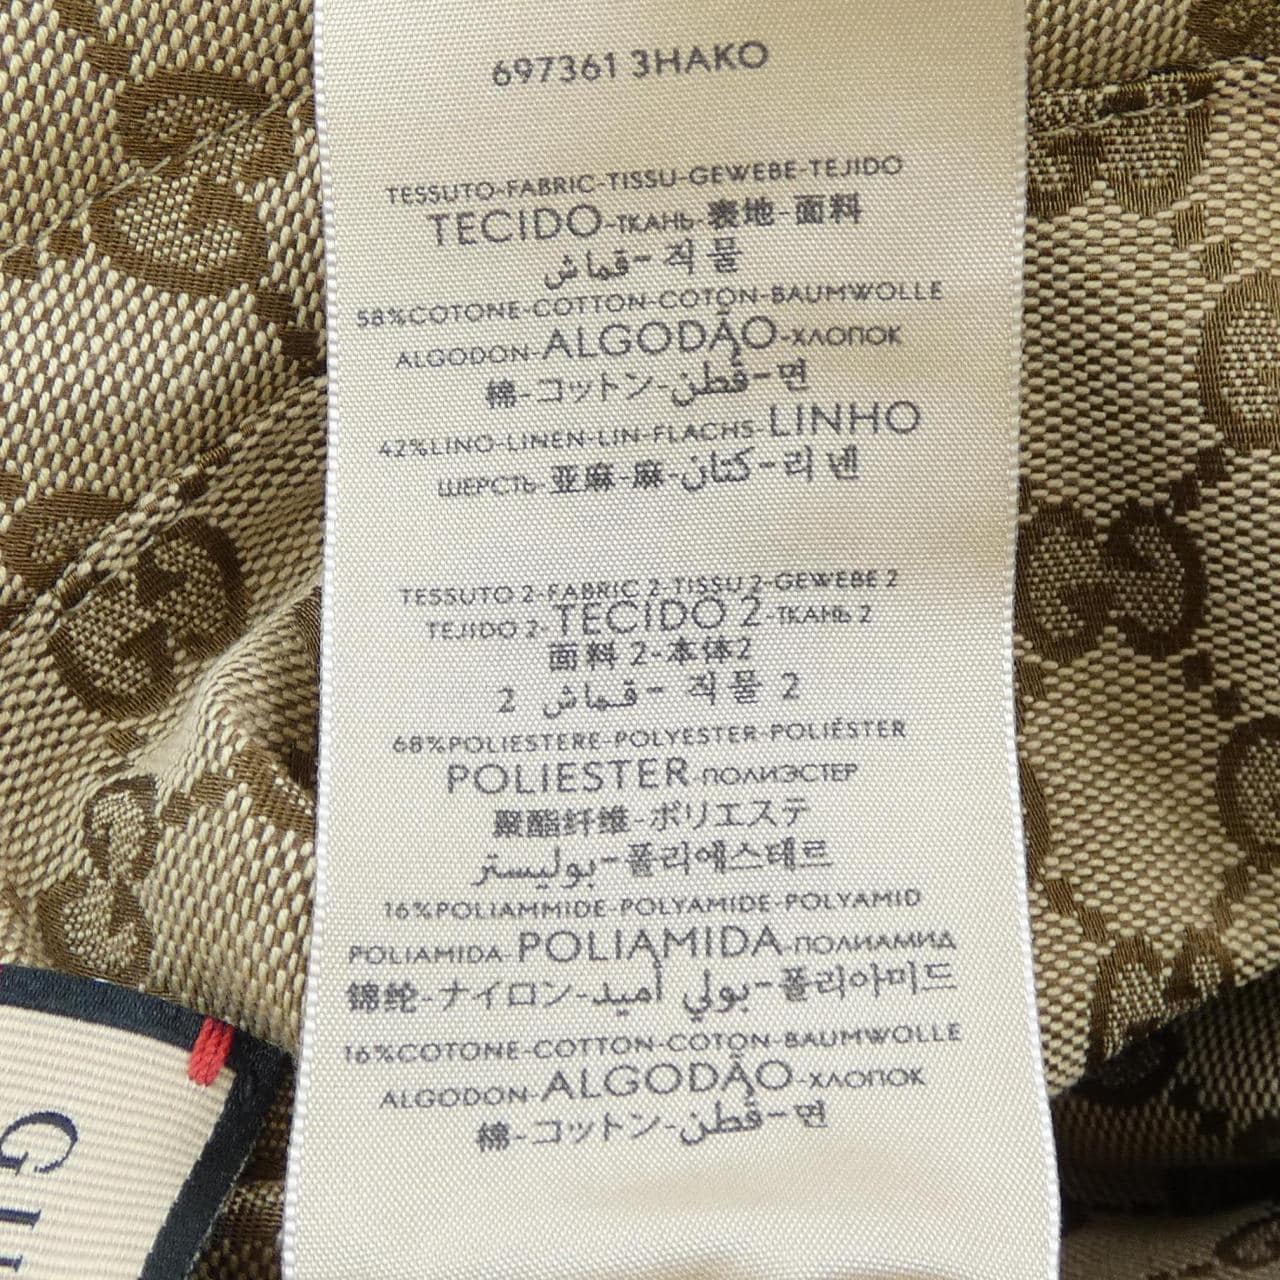 697361 3HAKO
TESSUTO-FABRIC-TISSU-GEWEBE-TEJIDO
TECIDO-ТКАНЬ-表地-面料
قماش-직물
58%COTONE-COTTON-COTON-BAUMWOLLE
ALGODON-ALGODÃO-ХЛОПОК
棉-コットン-قطن-면
42%LINO-LINEN-LIN-FLACHS-LINHO
ШЕРСТЬ-亚麻-麻-كتان-리넨
TESSUTO 2-FABRIC 2-TISSU 2-GEWEBE 2
TEJIDO 2-TECIDO 2-ТКАНЬ 2
面料 2-本体2
2 قماش - 직물 2
68%POLIESTERE-POLYESTER-POLIÉSTER
POLIESTER-ПОЛИЭСТЕР
聚酯纤维-ポリエステ
بوليستر-폴리에스테르
16%POLIAMMIDE-POLYAMIDE-POLYAMID
POLIAMIDA-POLIAMIDA-ПОЛИАМИД
锦纶-ナイロン-بولي أميد-폴리아미드
16%COTONE-COTTON-COTON-BAUMWOLLE
ALGODON-ALGODÃO-ХЛОПОК
棉-コットン-قطن-면